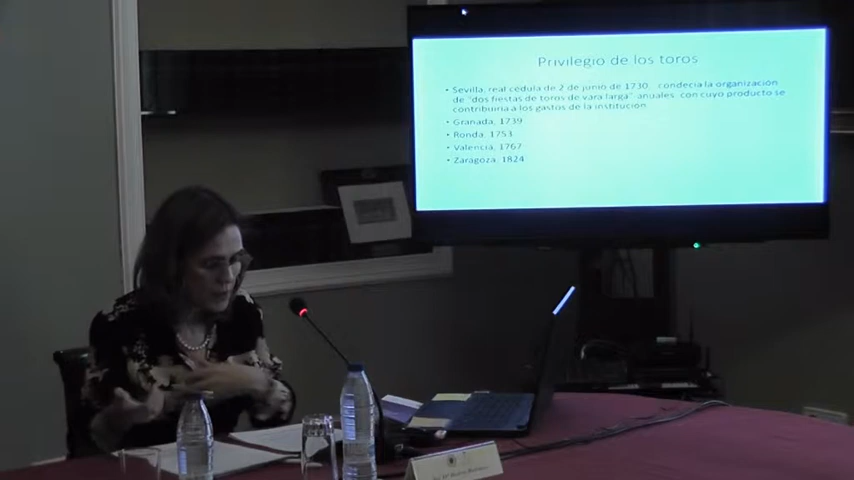 Privilegio de los toros
• Sevilla, real cédula de 2 de junio de 1730 condecía la organización
de "dos fiestas de toros de vara larga" anuales con cuyo producto se
contribuiría a los gastos de la institución
• Granada, 1739
• Ronda 1753
• Valencia, 1767
• Zaragoza, 1824